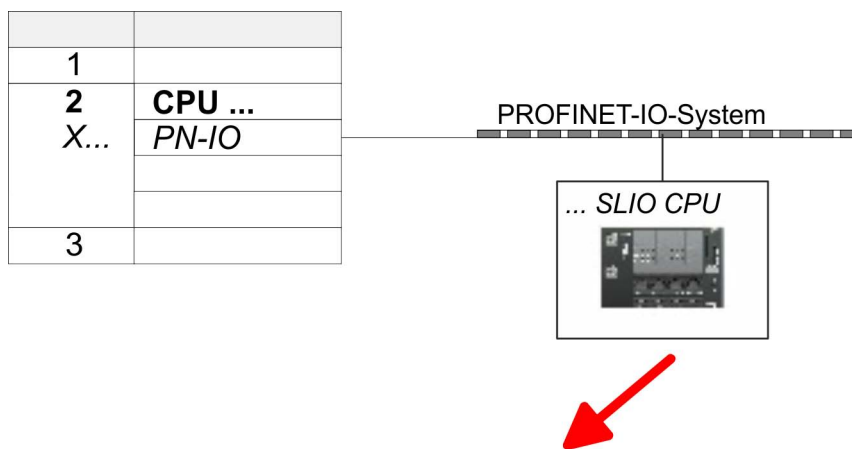 1
2 CPU ...
X... PN-IO
3
PROFINET-IO-System
... SLIO CPU